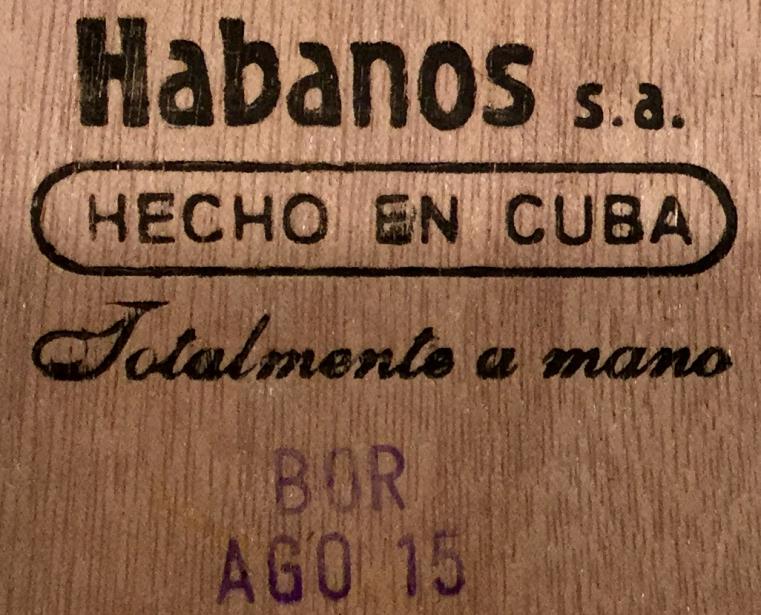 Habanos s.a.
HECHO EN CUBA
Totalmente a mano
BOR
AGO 15